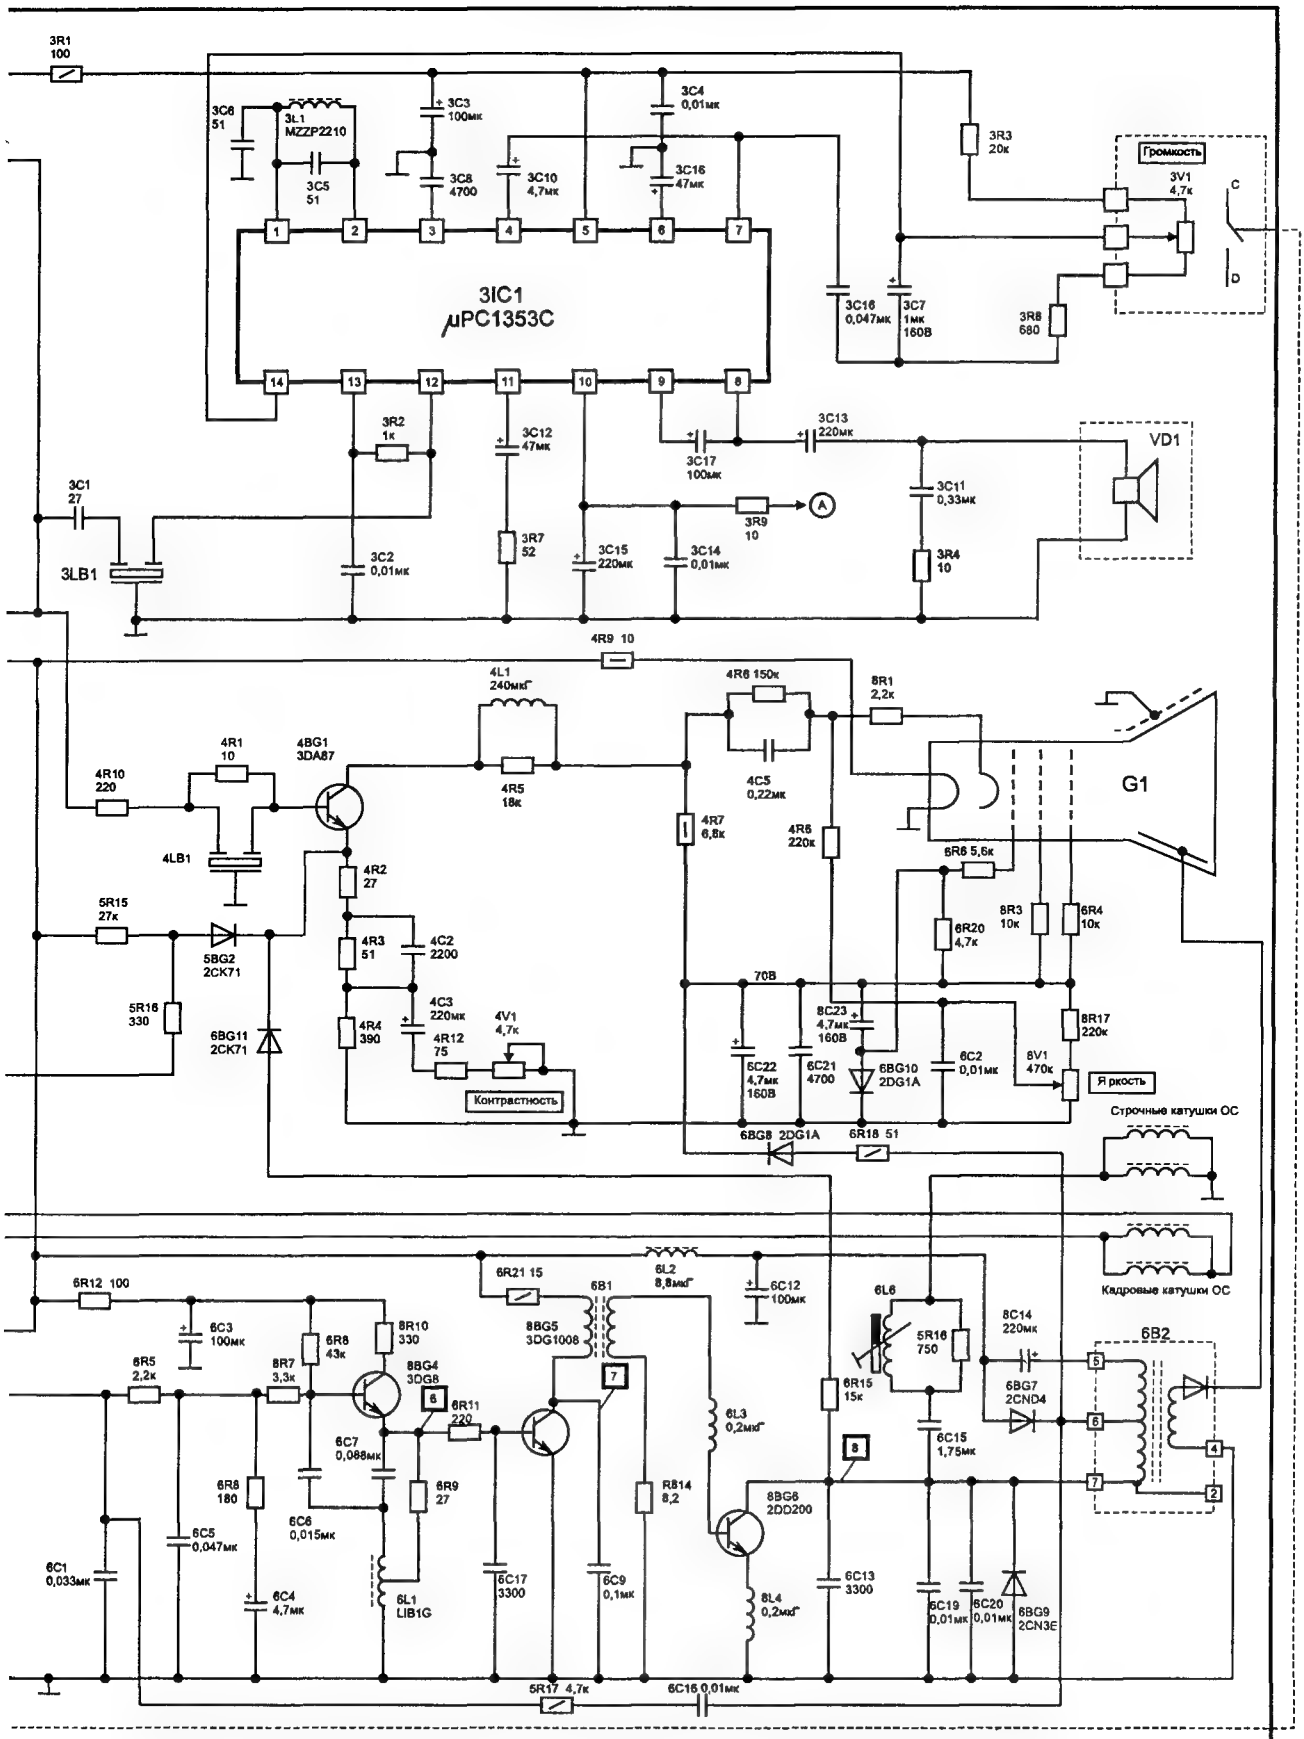 3R1
100
3C6
51
3L1
MZZP2210
3C5
51
3C3
100мк
3C8
4700
3C10
4,7мк
3C4
0,01мк
3C16
47мк
3R3
20к
Громкость
3V1
4,7к
C
D
1
2
3
4
5
6
7
3IC1
µPC1353C
3C16
0,047мк
3C7
1мк
160В
3R8
680
14
13
12
11
10
9
8
3R2
1к
3C12
47мк
3C17
100мк
3C13
220мк
VD1
3C1
27
3C11
0,33мк
A
3R9
10
3LB1
3C2
0,01мк
3R7
52
3C15
220мк
3C14
0,01мк
3R4
10
4R9 10
4L1
240мкГ
4R6 150к
8R1
2,2к
4R1
10
4BG1
3DA87
4R10
220
4R5
18к
4C5
0,22мк
G1
4R7
6,8к
4R6
220к
4LB1
4R2
27
6R6 5,6к
5R15
27к
5BG2
2CK71
4R3
51
4C2
2200
6R20
4,7к
8R3
10к
6R4
10к
70В
5R16
330
6BG11
2CK71
4R4
390
4C3
220мк
4R12
75
4V1
4,7к
Контрастность
6C22
4,7мк
160В
6C21
4700
8C23
4,7мк
160В
6BG10
2DG1A
6C2
0,01мк
8R17
220к
8V1
470к
Яркость
6BG8 2DG1A
6R18 51
Строчные катушки ОС
Кадровые катушки ОС
6R12 100
6R21 15
6L2
8,8мкГ
6B1
6C12
100мк
6C3
100мк
6R8
43к
8R10
330
8BG5
3DG1008
6L6
5R16
750
8C14
220мк
6B2
5
6R5
2,2к
8R7
3,3к
8BG4
3DG8
6
7
6R15
15к
6BG7
2CND4
6
6R11
220
6L3
0,2мкГ
6C15
1,75мк
4
6C7
0,088мк
8
7
2
6R8
180
6R9
27
R814
8,2
8BG6
2DD200
6C6
0,015мк
6C5
0,047мк
6C1
0,033мк
6C4
4,7мк
6L1
LIB1G
6C17
3300
6C9
0,1мк
8L4
0,2мкГ
6C13
3300
6C19
0,01мк
6C20
0,01мк
6BG9
2CN3E
5R17 4,7к
6C16 0,01мк